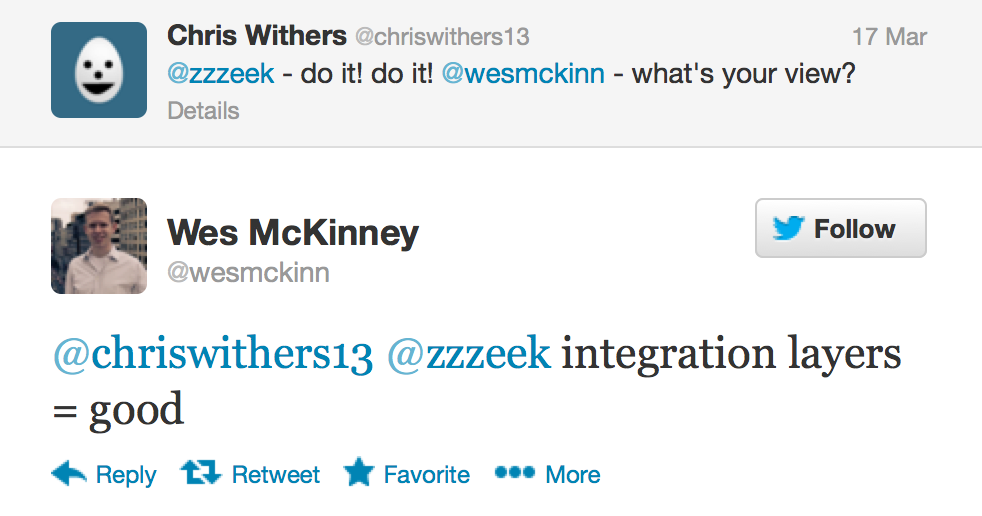 Chris Withers @chriswithers13 17 Mar
@zzzeek - do it! do it! @wesmckinn - what's your view?
Details
Wes McKinney Follow
@wesmckinn
@chriswithers13 @zzzeek integration layers
= good
Reply Retweet Favorite More